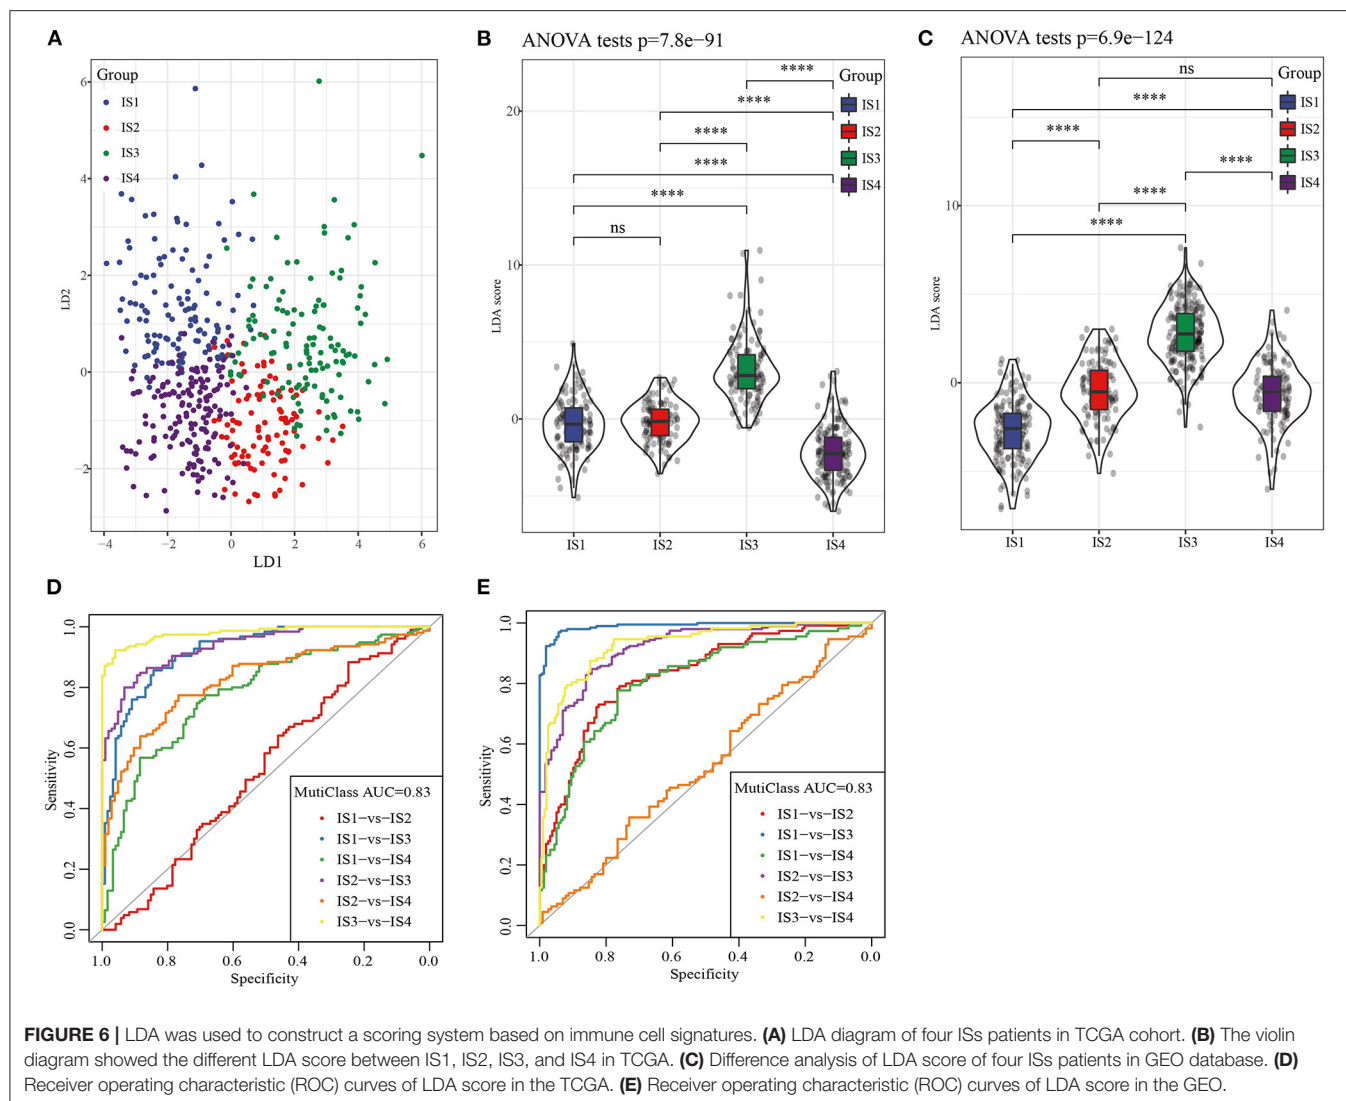 A
Group
IS1
IS2
IS3
IS4
LD2
6
4
2
0
−2
−4
−2
0
2
4
6
LD1
B
ANOVA tests p=7.8e−91
****
****
****
****
****
ns
Group
IS1
IS2
IS3
IS4
LDA score
20
10
0
IS1
IS2
IS3
IS4
C
ANOVA tests p=6.9e−124
ns
****
****
****
****
****
Group
IS1
IS2
IS3
IS4
LDA score
10
0
IS1
IS2
IS3
IS4
D
Sensitivity
1.0
0.8
0.6
0.4
0.2
0.0
MutiClass AUC=0.83
IS1−vs−IS2
IS1−vs−IS3
IS1−vs−IS4
IS2−vs−IS3
IS2−vs−IS4
IS3−vs−IS4
1.0
0.8
0.6
0.4
0.2
0.0
Specificity
E
Sensitivity
1.0
0.8
0.6
0.4
0.2
0.0
MutiClass AUC=0.83
IS1−vs−IS2
IS1−vs−IS3
IS1−vs−IS4
IS2−vs−IS3
IS2−vs−IS4
IS3−vs−IS4
1.0
0.8
0.6
0.4
0.2
0.0
Specificity
FIGURE 6 | LDA was used to construct a scoring system based on immune cell signatures. (A) LDA diagram of four ISs patients in TCGA cohort. (B) The violin
diagram showed the different LDA score between IS1, IS2, IS3, and IS4 in TCGA. (C) Difference analysis of LDA score of four ISs patients in GEO database. (D)
Receiver operating characteristic (ROC) curves of LDA score in the TCGA. (E) Receiver operating characteristic (ROC) curves of LDA score in the GEO.